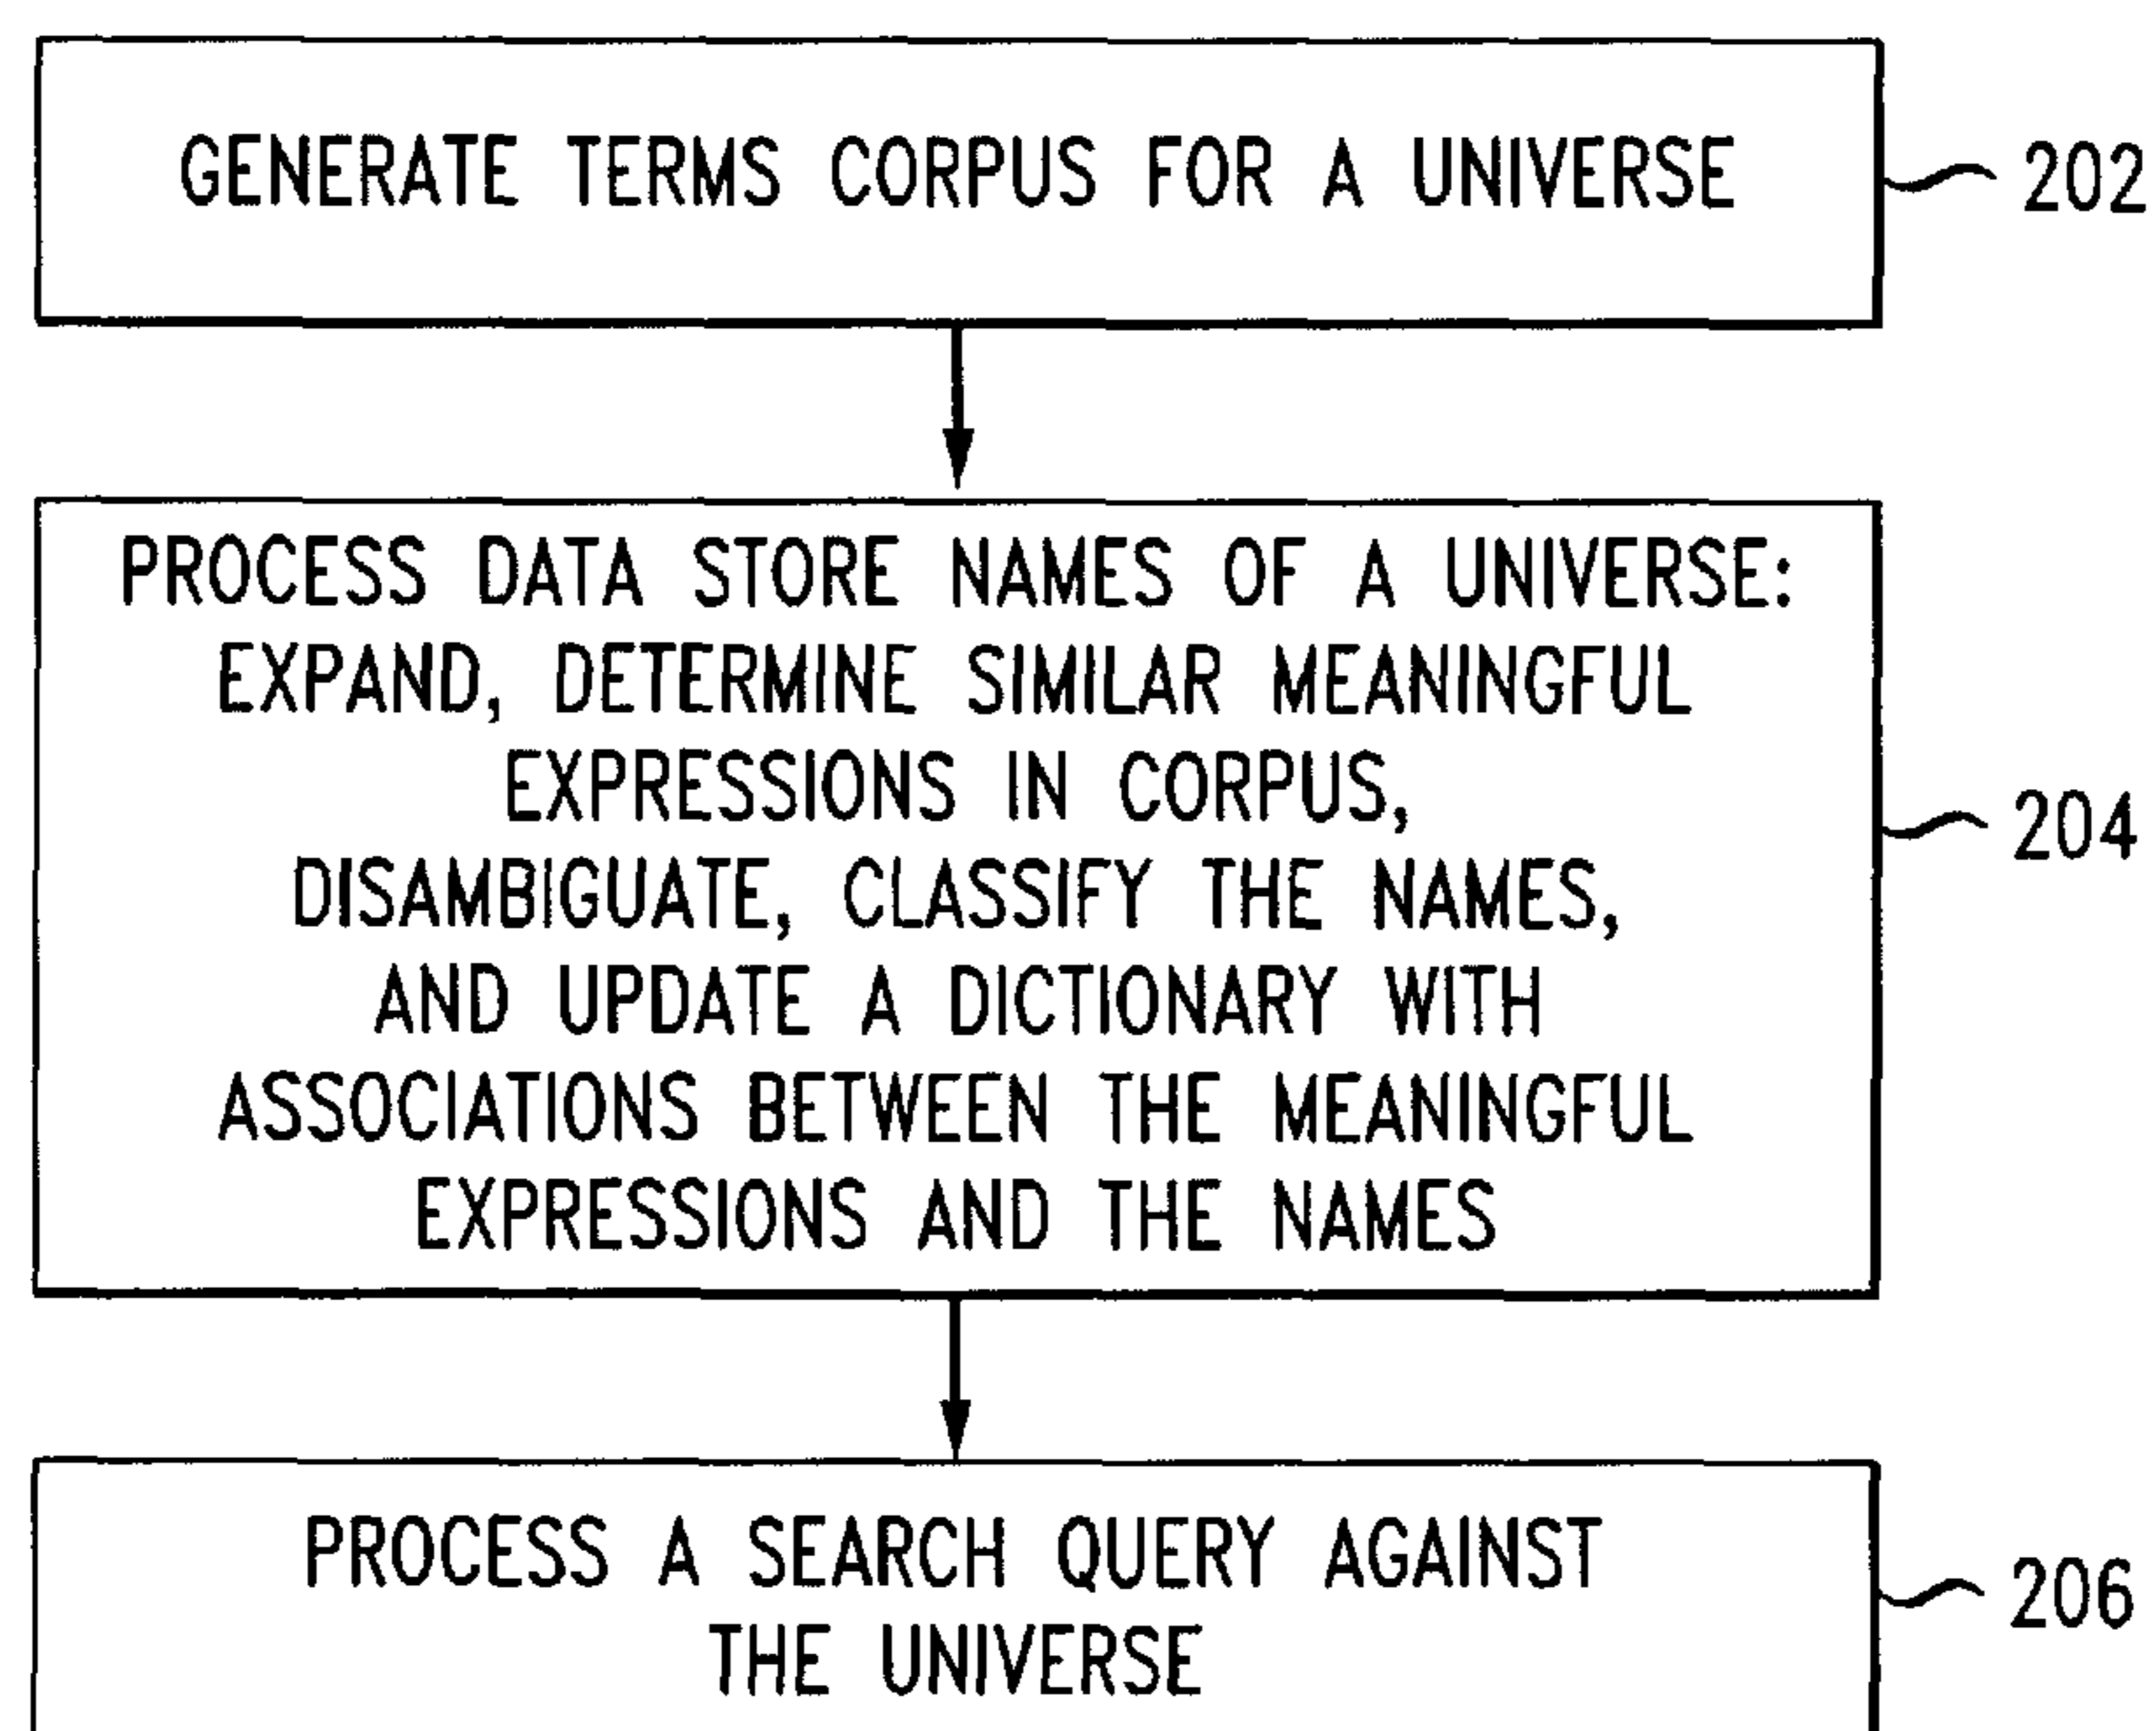 GENERATE TERMS CORPUS FOR A UNIVERSE
202
PROCESS DATA STORE NAMES OF A UNIVERSE:
EXPAND, DETERMINE SIMILAR MEANINGFUL
EXPRESSIONS IN CORPUS,
DISAMBIGUATE, CLASSIFY THE NAMES,
AND UPDATE A DICTIONARY WITH
ASSOCIATIONS BETWEEN THE MEANINGFUL
EXPRESSIONS AND THE NAMES
204
PROCESS A SEARCH QUERY AGAINST
THE UNIVERSE
206